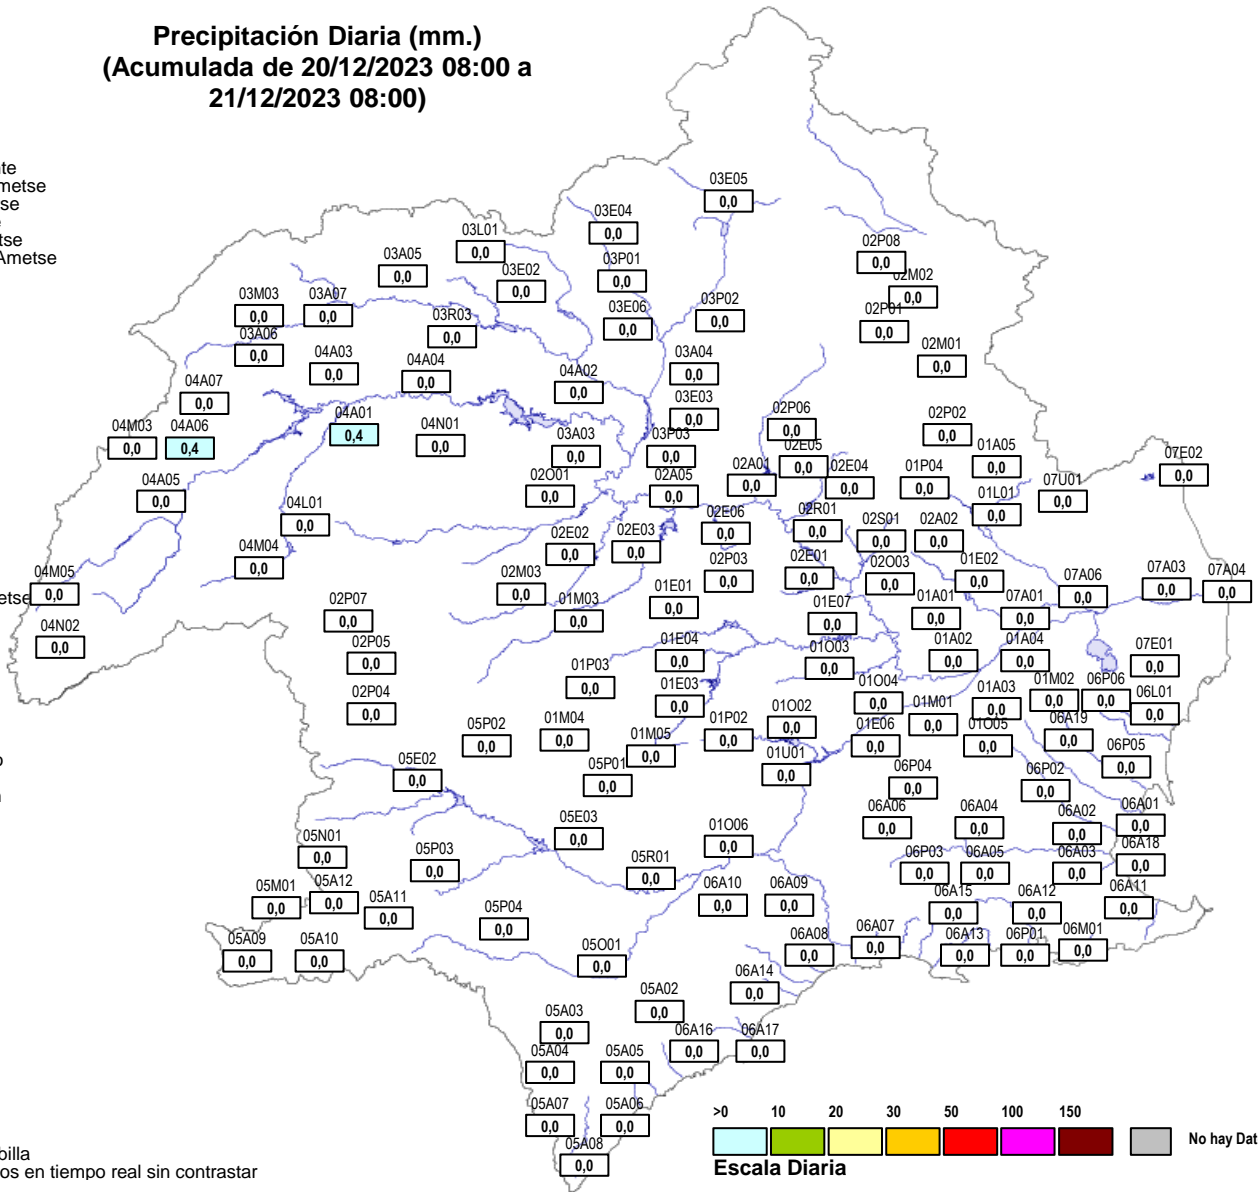 Precipitación Diaria (mm.)
(Acumulada de 20/12/2023 08:00 a
21/12/2023 08:00)
nte
metse
tse
e
tse
Ametse
03E05
0,0
03E04
0,0
03L01
0,0
03A05
0,0
03P01
0,0
03E02
0,0
02P08
0,0
02M02
0,0
03M03
0,0
03A07
0,0
03R03
0,0
03E06
0,0
03P02
0,0
02P01
0,0
03A06
0,0
04A03
0,0
04A04
0,0
03A04
0,0
02M01
0,0
04A07
0,0
04A02
0,0
03E03
0,0
04M03
0,0
04A06
0,4
04A01
0,4
04N01
0,0
03A03
0,0
03P03
0,0
02P06
0,0
02P02
0,0
02E05
0,0
01A05
0,0
07E02
0,0
04A05
0,0
02O01
0,0
02A05
0,0
02A01
0,0
02E04
0,0
01P04
0,0
07U01
0,0
04L01
0,0
01L01
0,0
02E06
0,0
02R01
0,0
02S01
0,0
02A02
0,0
04M04
0,0
02E02
0,0
02E03
0,0
04M05
0,0
etse
02M03
0,0
02P03
0,0
02E01
0,0
02O03
0,0
01E02
0,0
07A06
0,0
07A03
0,0
07A04
0,0
02P07
0,0
01M03
0,0
01E01
0,0
01E07
0,0
01A01
0,0
07A01
0,0
04N02
0,0
02P05
0,0
01E04
0,0
01O03
0,0
01A02
0,0
01A04
0,0
07E01
0,0
01P03
0,0
02P04
0,0
01E03
0,0
01O04
0,0
01A03
0,0
01M02
0,0
06P06
0,0
06L01
0,0
05P02
0,0
01M04
0,0
01M05
0,0
01P02
0,0
01O02
0,0
01M01
0,0
01E06
0,0
01O05
0,0
06A19
0,0
05E02
0,0
05P01
0,0
01U01
0,0
06P04
0,0
06P02
0,0
06P05
0,0
05E03
0,0
01O06
0,0
06A06
0,0
06A04
0,0
06A02
0,0
06A01
0,0
05N01
0,0
05P03
0,0
05R01
0,0
06P03
0,0
06A05
0,0
06A03
0,0
06A18
0,0
05M01
0,0
05A12
0,0
05A11
0,0
06A10
0,0
06A09
0,0
06A15
0,0
06A12
0,0
06A11
0,0
05P04
0,0
05A09
0,0
05A10
0,0
05O01
0,0
06A08
0,0
06A07
0,0
06A13
0,0
06P01
0,0
06M01
0,0
06A14
0,0
05A02
0,0
05A03
0,0
06A16
0,0
06A17
0,0
05A04
0,0
05A05
0,0
05A07
0,0
05A06
0,0
05A08
0,0
>0 10 20 30 50 100 150
No hay Dat
Escala Diaria
billa
os en tiempo real sin contrastar